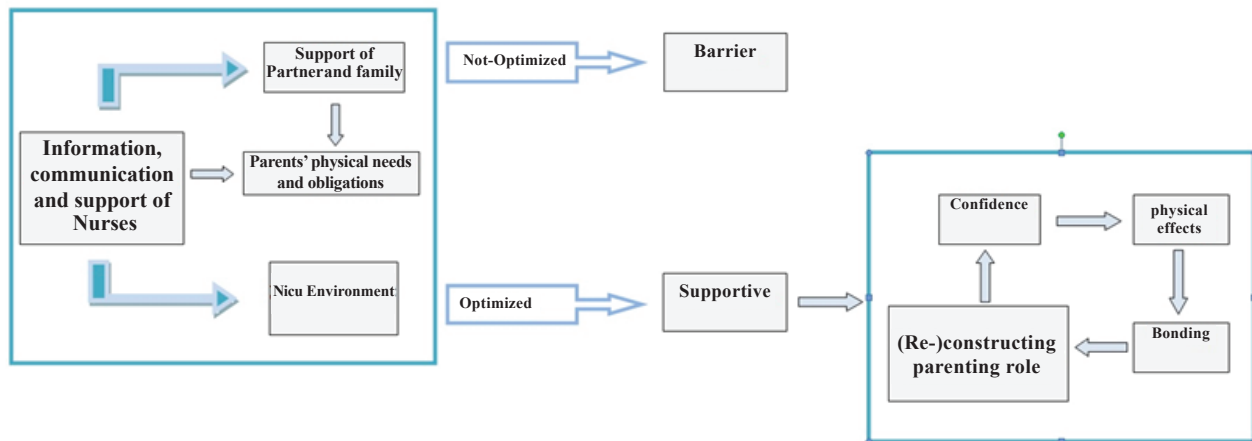 Support of
Partnerand family
Not-Optimized
Barrier
Information,
communication
and support of
Nurses
Parents’ physical needs
and obligations
Confidence
physical
effects
Nicu Environment
Optimized
Supportive
(Re-)constructing
parenting role
Bonding